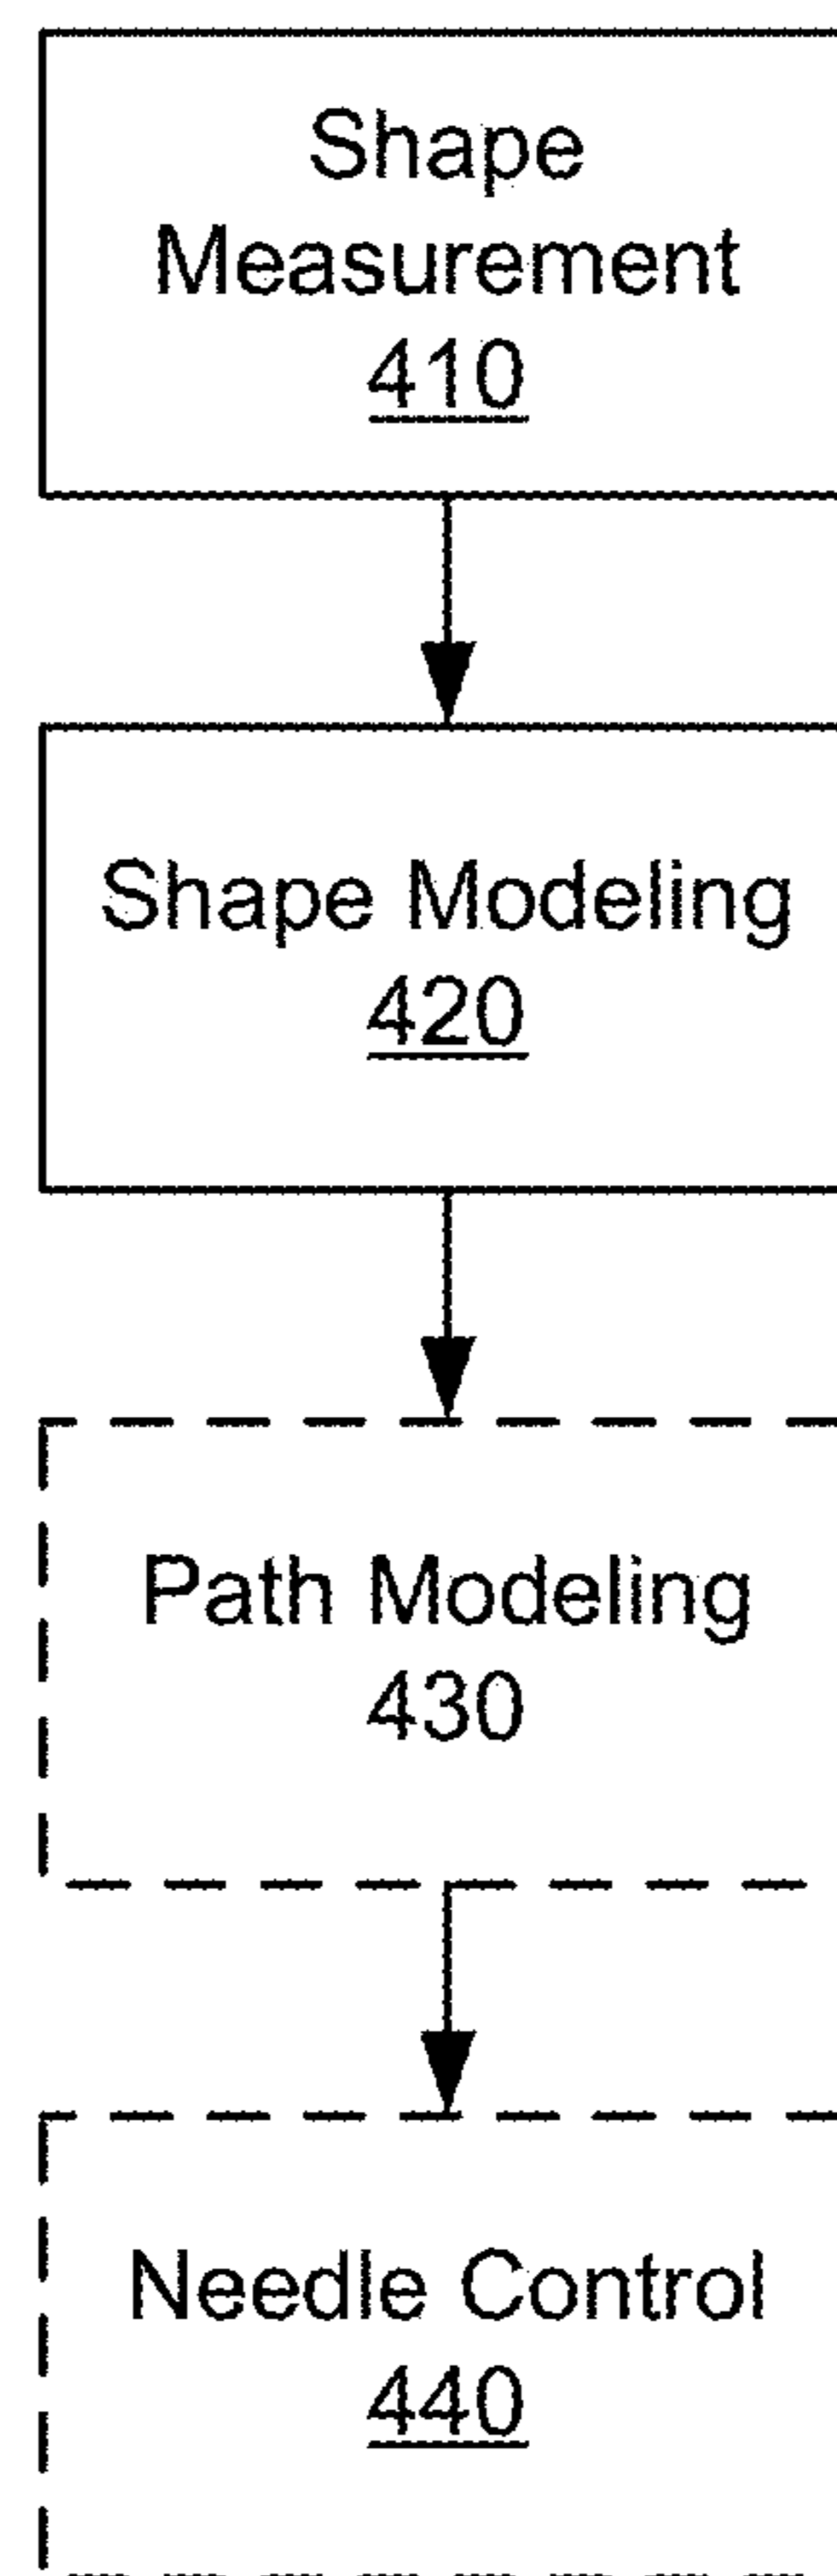 Shape
Measurement
410
Shape Modeling
420
Path Modeling
430
Needle Control
440